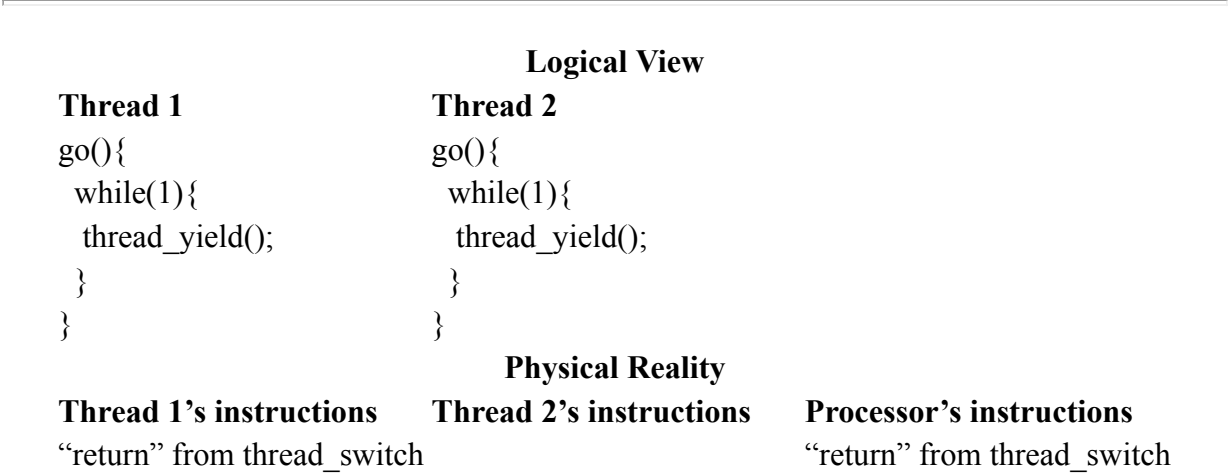 Logical View
Thread 1 Thread 2
go(){ go(){
while(1){ while(1){
thread_yield(); thread_yield();
} }
} }
Physical Reality
Thread 1’s instructions Thread 2’s instructions Processor’s instructions
“return” from thread_switch “return” from thread_switch